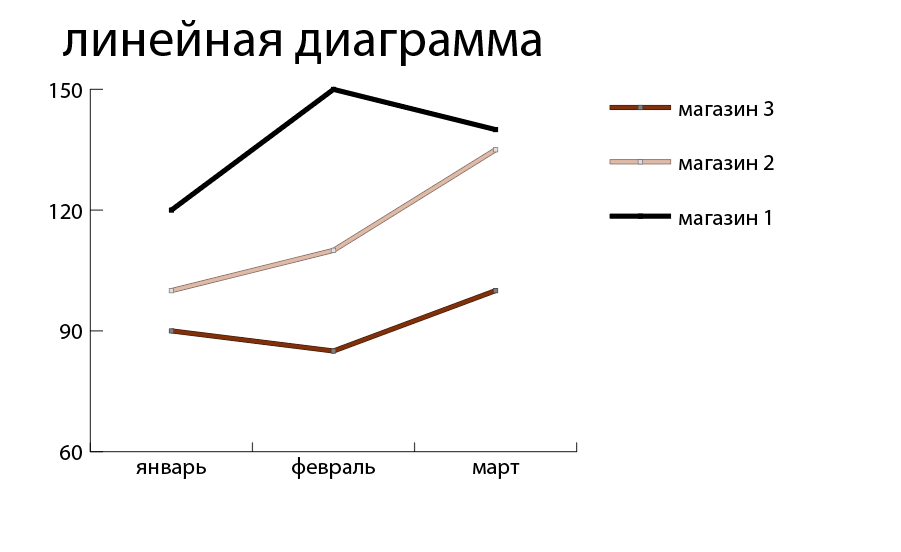 линейная диаграмма
150
120
90
60
январь
февраль
март
магазин 3
магазин 2
магазин 1